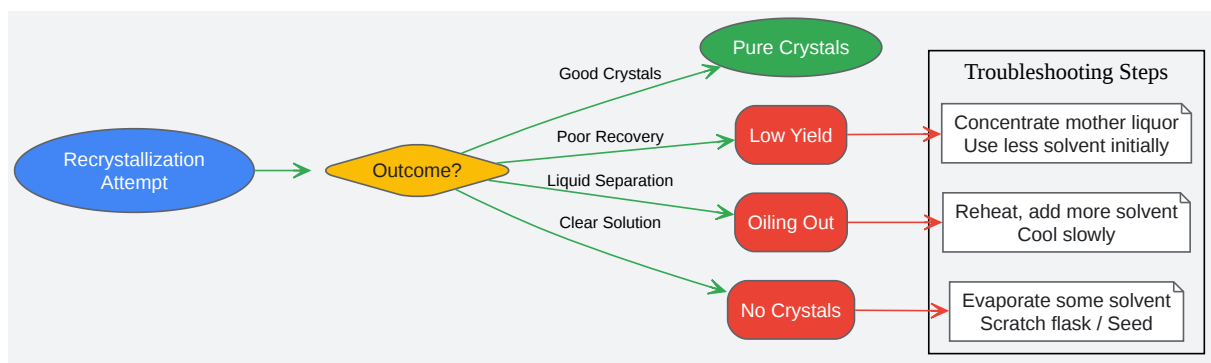 Recrystallization
Attempt
Outcome?
Good Crystals
Poor Recovery
Liquid Separation
Clear Solution
Pure Crystals
Low Yield
Oiling Out
No Crystals
Troubleshooting Steps
Concentrate mother liquor
Use less solvent initially
Reheat, add more solvent
Cool slowly
Evaporate some solvent
Scratch flask / Seed